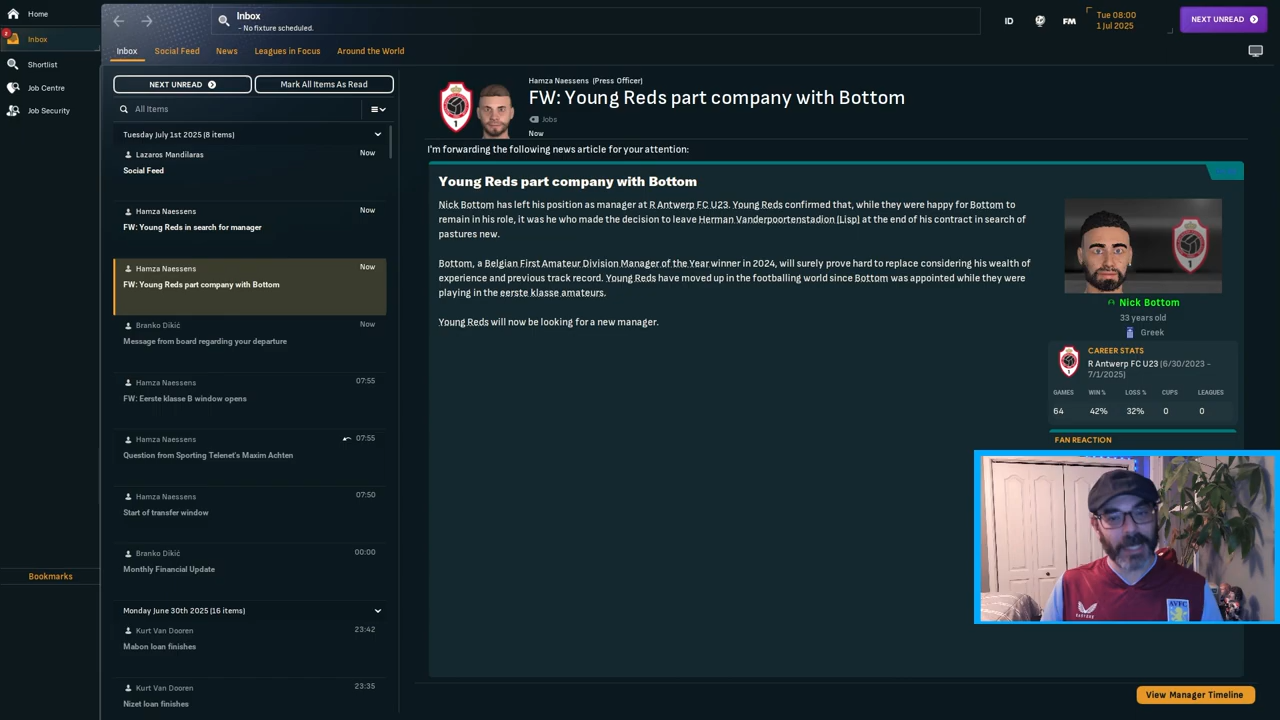 Home
2
Inbox
Shortlist
Job Centre
Job Security
Bookmarks
Inbox
- No fixture scheduled.
ID
FM
Tue 08:00
1 Jul 2025
NEXT UNREAD
Inbox
Social Feed
News
Leagues in Focus
Around the World
NEXT UNREAD
Mark All Items As Read
All Items
Tuesday July 1st 2025 (8 items)
Lazaros Mandilaras
Now
Social Feed
Hamza Naessens
Now
FW: Young Reds in search for manager
Hamza Naessens
Now
FW: Young Reds part company with Bottom
Branko Dikić
Now
Message from board regarding your departure
Hamza Naessens
07:55
FW: Eerste klasse B window opens
Hamza Naessens
07:55
Question from Sporting Telenet's Maxim Achten
Hamza Naessens
07:50
Start of transfer window
Branko Dikić
00:00
Monthly Financial Update
Monday June 30th 2025 (16 items)
Kurt Van Dooren
23:42
Mabon loan finishes
Kurt Van Dooren
23:35
Nizet loan finishes
Hamza Naessens (Press Officer)
FW: Young Reds part company with Bottom
Jobs
Now
I'm forwarding the following news article for your attention:
Young Reds part company with Bottom
Nick Bottom has left his position as manager at R Antwerp FC U23. Young Reds confirmed that, while they were happy for Bottom to
remain in his role, it was he who made the decision to leave Herman Vanderpoortenstadion (Lisp) at the end of his contract in search of
pastures new.
Bottom, a Belgian First Amateur Division Manager of the Year winner in 2024, will surely prove hard to replace considering his wealth of
experience and previous track record. Young Reds have moved up in the footballing world since Bottom was appointed while they were
playing in the eerste klasse amateurs.
Young Reds will now be looking for a new manager.
Nick Bottom
33 years old
Greek
CAREER STATS
R Antwerp FC U23 (6/30/2023 -
7/1/2025)
GAMES WIN % LOSS % CUPS LEAGUES
64 42% 32% 0 0
FAN REACTION
AVFC
View Manager Timeline